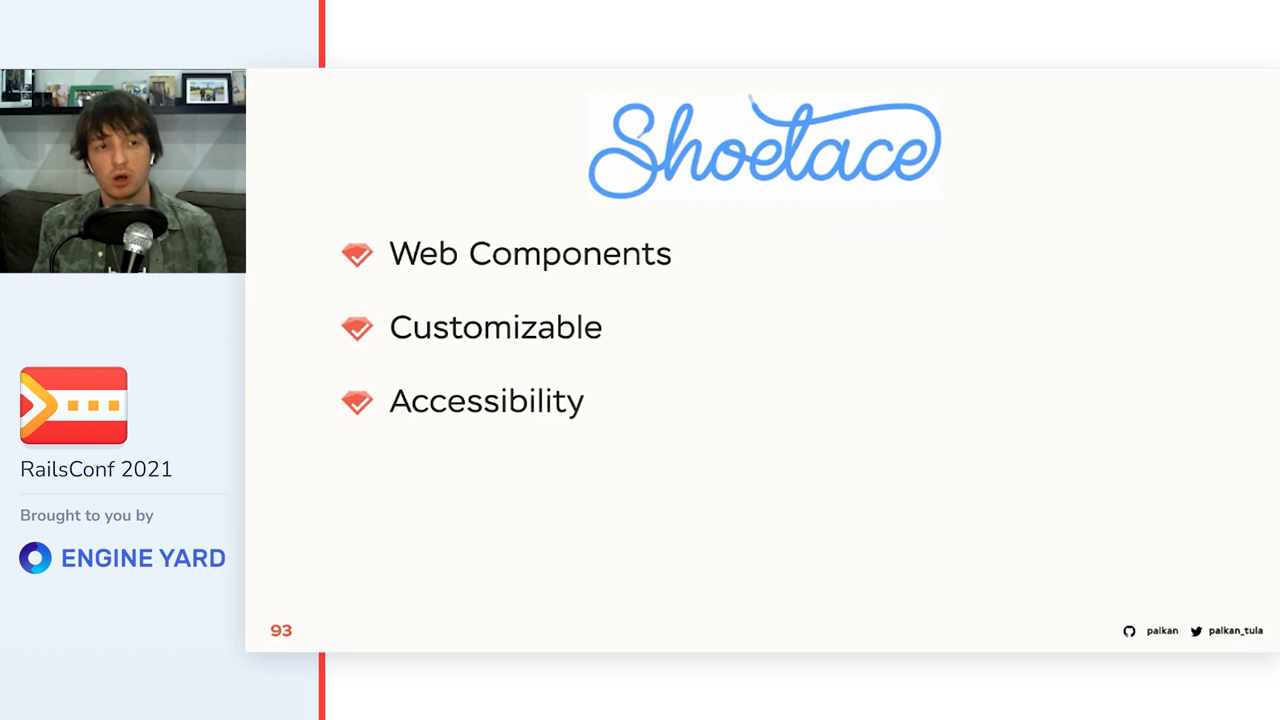 Shoelace
Web Components
Customizable
Accessibility
RailsConf 2021
Brought to you by
ENGINE YARD
93
palkan
palkan_tula